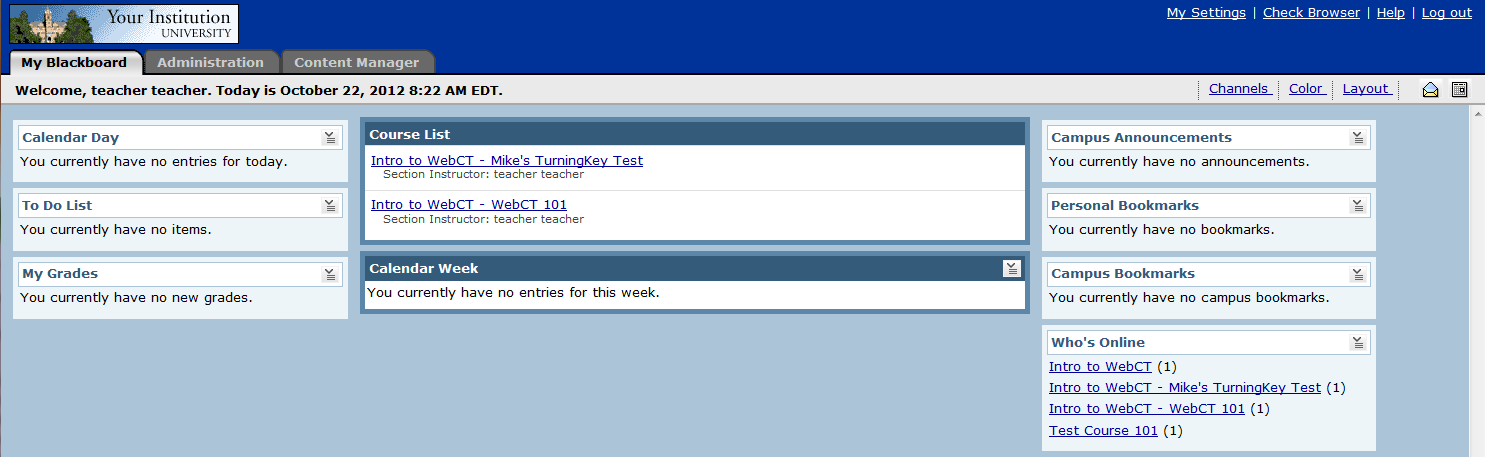 Your Institution
UNIVERSITY
My Settings | Check Browser | Help | Log out
My Blackboard
Administration
Content Manager
Welcome, teacher teacher. Today is October 22, 2012 8:22 AM EDT.
Channels
Color
Layout
Calendar Day
You currently have no entries for today.
To Do List
You currently have no items.
My Grades
You currently have no new grades.
Course List
Intro to WebCT - Mike's TurningKey Test
Section Instructor: teacher teacher
Intro to WebCT - WebCT 101
Section Instructor: teacher teacher
Calendar Week
You currently have no entries for this week.
Campus Announcements
You currently have no announcements.
Personal Bookmarks
You currently have no bookmarks.
Campus Bookmarks
You currently have no campus bookmarks.
Who's Online
Intro to WebCT (1)
Intro to WebCT - Mike's TurningKey Test (1)
Intro to WebCT - WebCT 101 (1)
Test Course 101 (1)